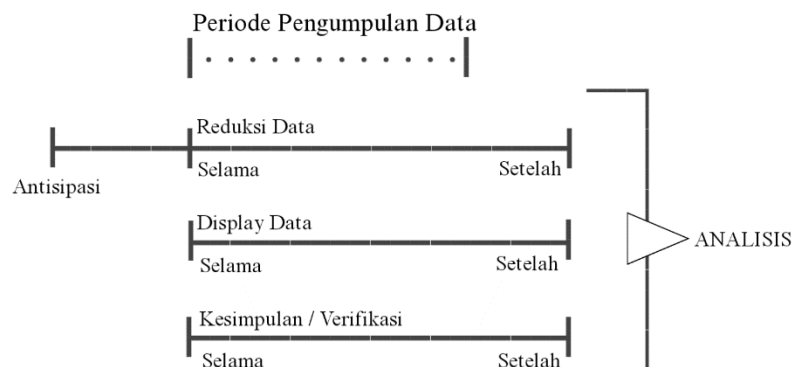 Periode Pengumpulan Data
Reduksi Data
Selama
Setelah
Antisipasi
Display Data
Selama
Setelah
ANALISIS
Kesimpulan / Verifikasi
Selama
Setelah